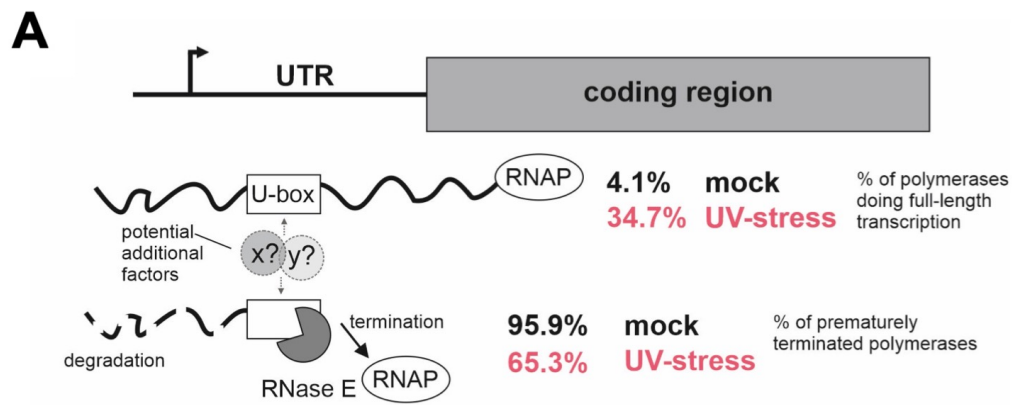 A
UTR
coding region
U-box
RNAP
4.1% mock
34.7% UV-stress
% of polymerases
doing full-length
transcription
potential
additional
factors
x? y?
degradation
termination
RNase E
RNAP
95.9% mock
65.3% UV-stress
% of prematurely
terminated polymerases